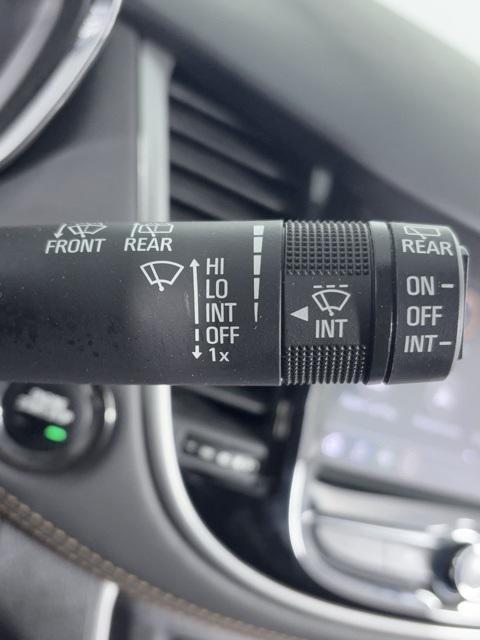 FRONT
REAR
HI
LO
INT
OFF
1x
INT
REAR
ON
OFF
INT